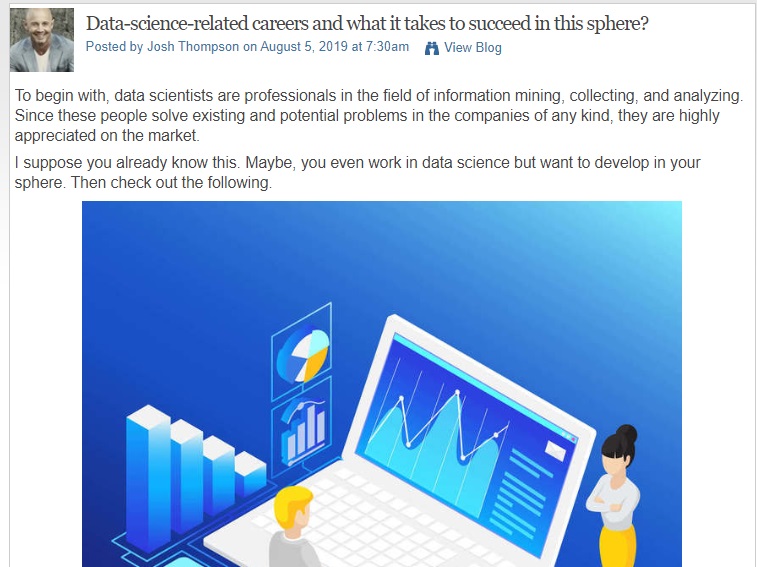 Data-science-related careers and what it takes to succeed in this sphere?
Posted by Josh Thompson on August 5, 2019 at 7:30am View Blog
To begin with, data scientists are professionals in the field of information mining, collecting, and analyzing.
Since these people solve existing and potential problems in the companies of any kind, they are highly
appreciated on the market.
I suppose you already know this. Maybe, you even work in data science but want to develop in your
sphere. Then check out the following.